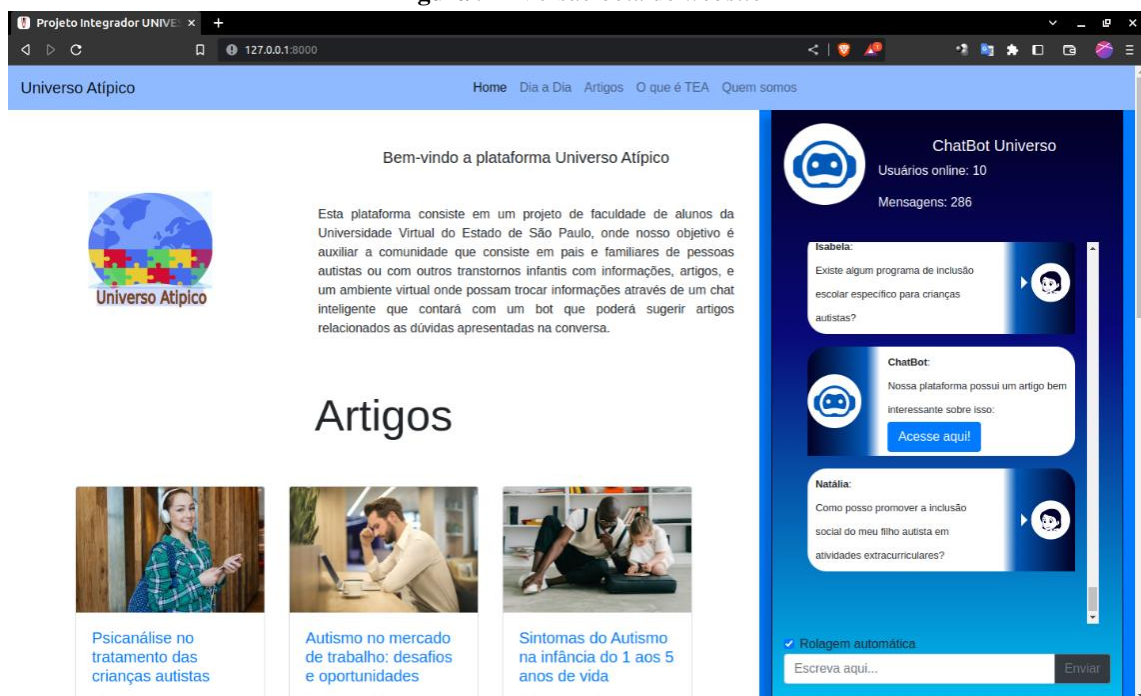 Projeto Integrador UNIVE
127.0.0.1:8000
Universo Atípico
Home Dia a Dia Artigos O que é TEA Quem somos
Bem-vindo a plataforma Universo Atípico
Universo Atipico
Esta plataforma consiste em um projeto de faculdade de alunos da
Universidade Virtual do Estado de São Paulo, onde nosso objetivo é
auxiliar a comunidade que consiste em pais e familiares de pessoas
autistas ou com outros transtornos infantis com informações, artigos, e
um ambiente virtual onde possam trocar informações através de um chat
inteligente que contará com um bot que poderá sugerir artigos
relacionados as dúvidas apresentadas na conversa.
Artigos
Psicanálise no
tratamento das
crianças autistas
Autismo no mercado
de trabalho: desafios
e oportunidades
Sintomas do Autismo
na infância do 1 aos 5
anos de vida
ChatBot Universo
Usuários online: 10
Mensagens: 286
Isabela:
Existe algum programa de inclusão
escolar específico para crianças
autistas?
ChatBot:
Nossa plataforma possui um artigo bem
interessante sobre isso:
Acesse aqui!
Natália:
Como posso promover a inclusão
social do meu filho autista em
atividades extracurriculares?
Rolagem automática
Escreva aqui...
Enviar